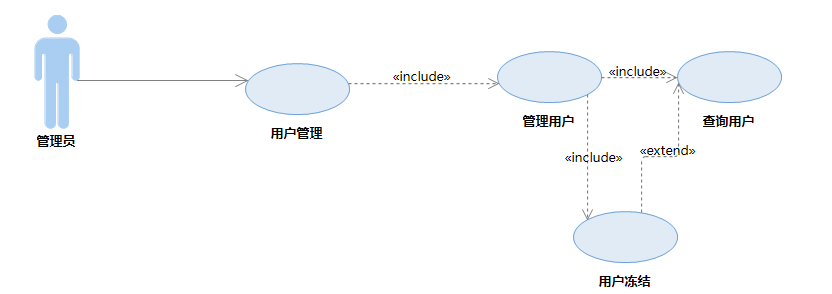 管理员
用户管理
«include»
管理用户
«include»
查询用户
«include»
«extend»
用户冻结